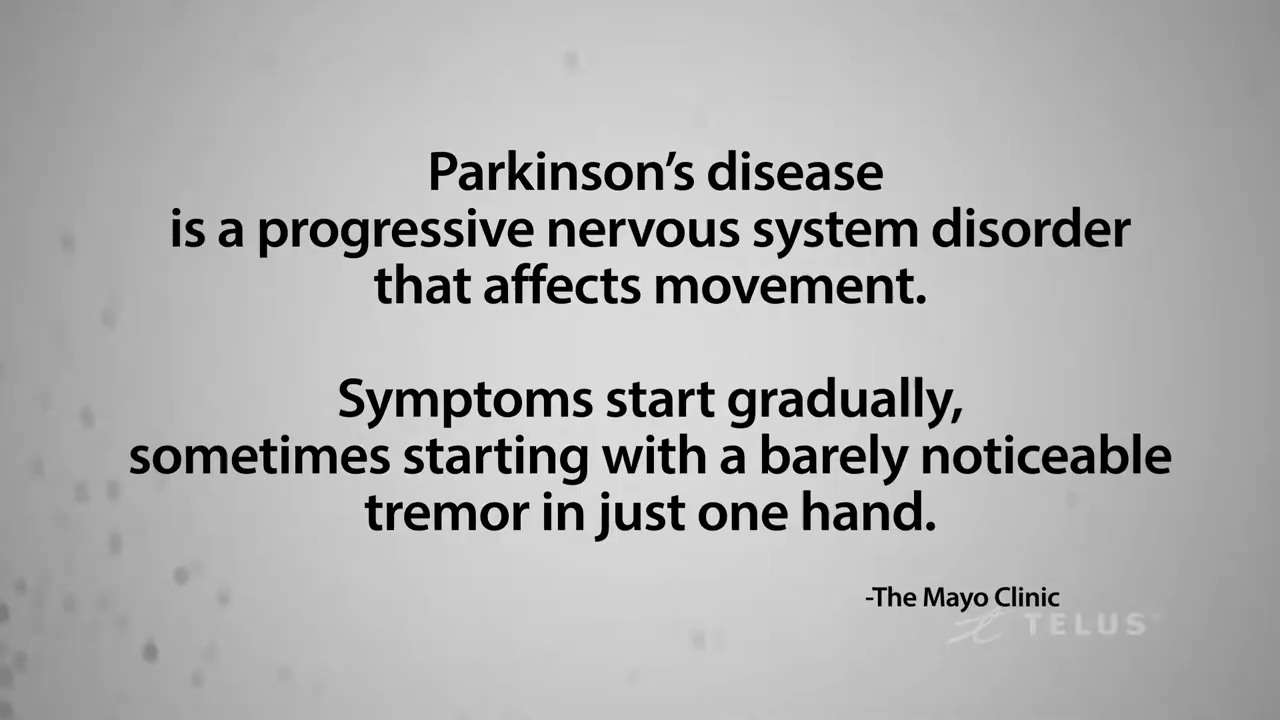 Parkinson’s disease
is a progressive nervous system disorder
that affects movement.
Symptoms start gradually,
sometimes starting with a barely noticeable
tremor in just one hand.
-The Mayo Clinic
TELUS